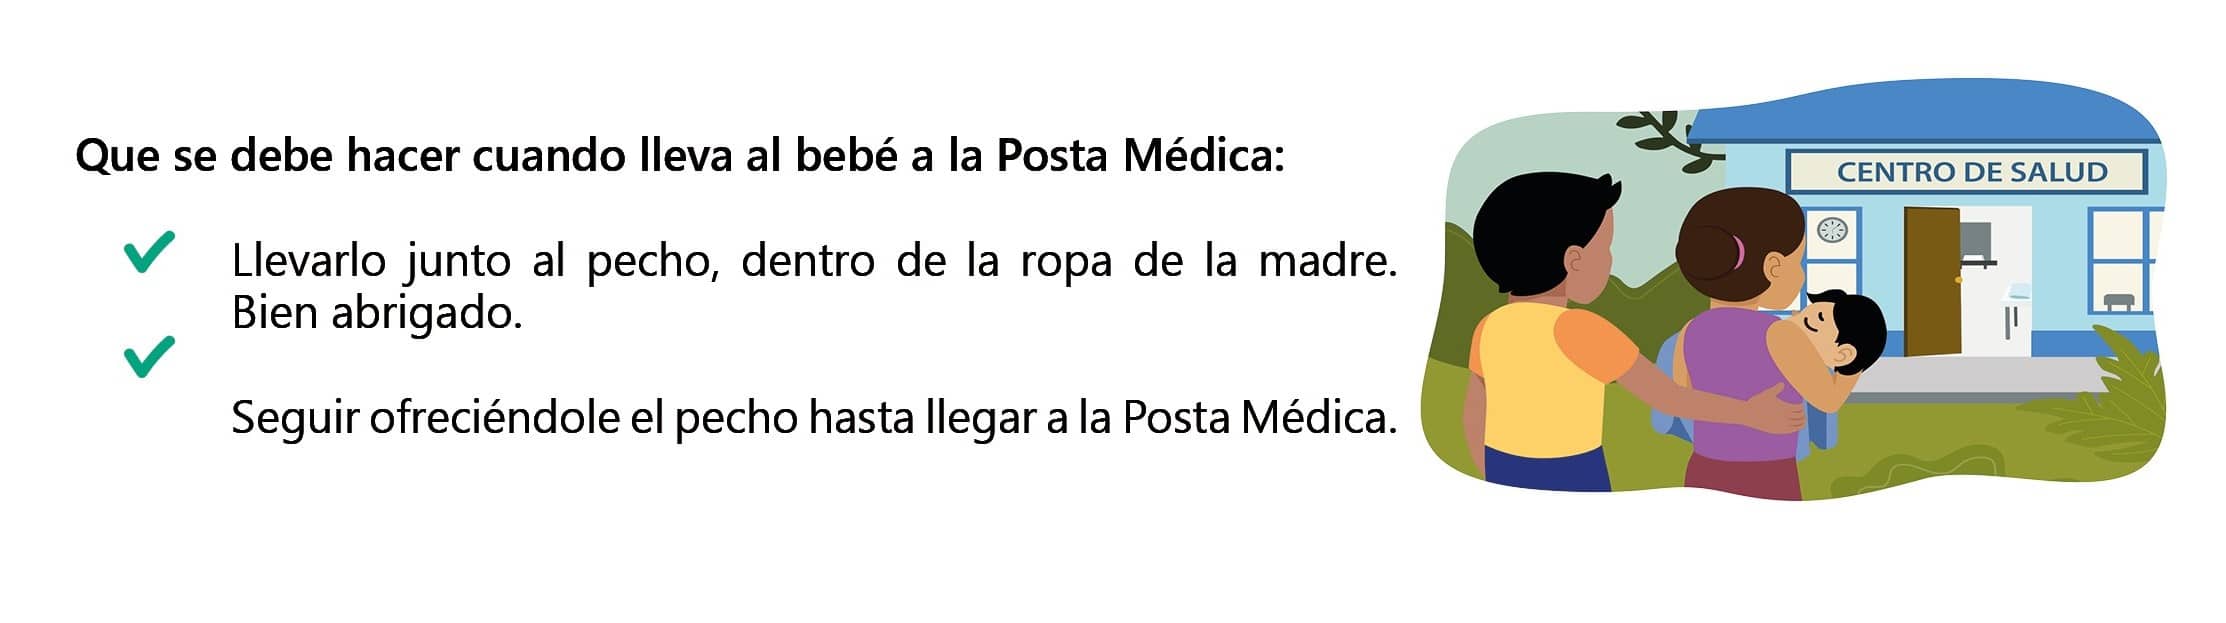 Que se debe hacer cuando lleva al bebé a la Posta Médica:
Llevarlo junto al pecho, dentro de la ropa de la madre.
Bien abrigado.
Seguir ofreciéndole el pecho hasta llegar a la Posta Médica.
CENTRO DE SALUD